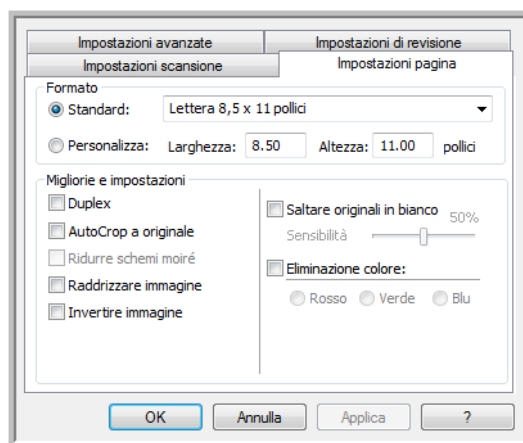 Impostazioni avanzate Impostazioni di revisione
Impostazioni scansione Impostazioni pagina
Formato
Standard: Lettera 8,5 x 11 pollici
Personalizza: Larghezza: 8.50 Altezza: 11.00 pollici
Migliorie e impostazioni
Duplex
AutoCrop a originale
Ridurre schemi moiré
Raddrizzare immagine
Invertire immagine
Saltare originali in bianco 50%
Sensibilità
Eliminazione colore:
Rosso Verde Blu
OK Annulla Applica ?